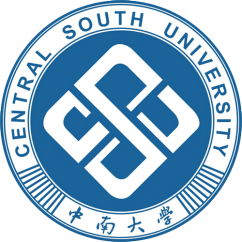 CENTRAL SOUTH UNIVERSITY
中南大学